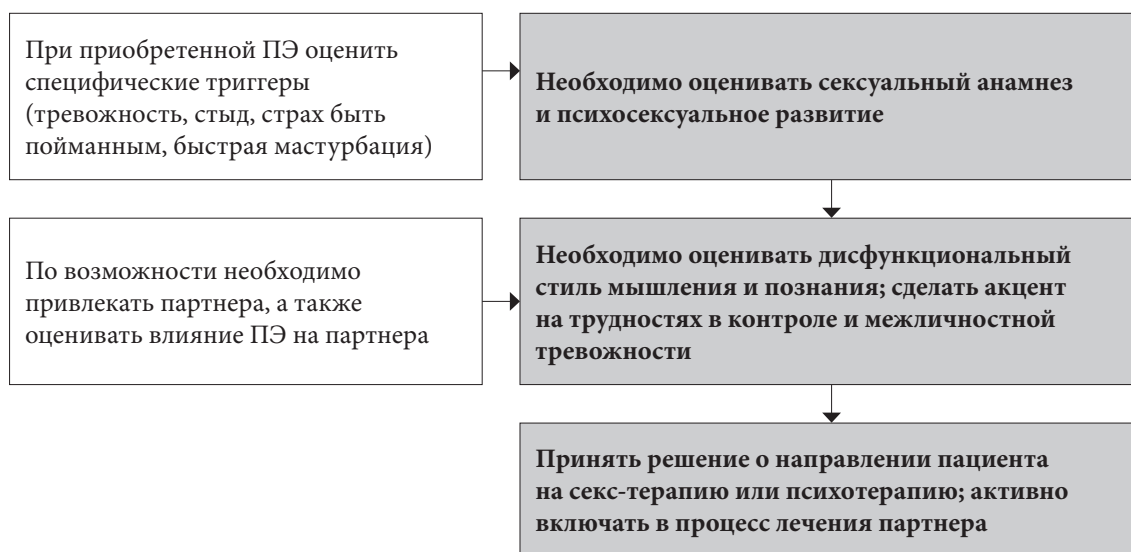 При приобретенной ПЭ оценить
специфические триггеры
(тревожность, стыд, страх быть
пойманным, быстрая мастурбация)
Необходимо оценивать сексуальный анамнез
и психосексуальное развитие
По возможности необходимо
привлекать партнера, а также
оценивать влияние ПЭ на партнера
Необходимо оценивать дисфункциональный
стиль мышления и познания; сделать акцент
на трудностях в контроле и межличностной
тревожности
Принять решение о направлении пациента
на секс-терапию или психотерапию; активно
включать в процесс лечения партнера